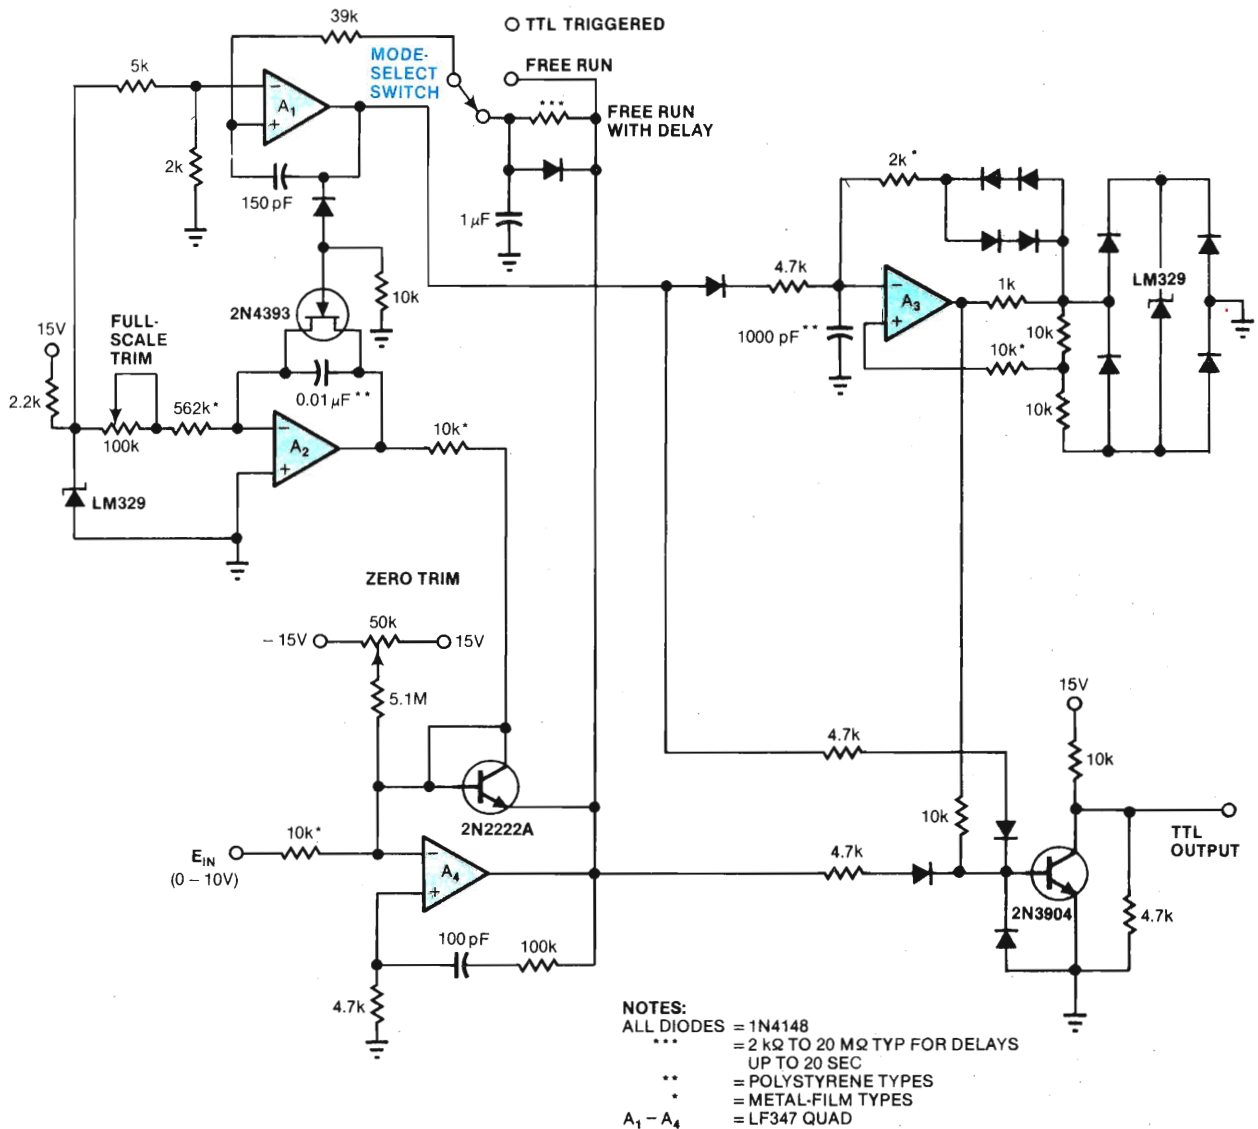 39k
TTL TRIGGERED
MODE-
SELECT
SWITCH
FREE RUN
5k
A1
−
+
***
FREE RUN
WITH DELAY
2k
150 pF
1 µF
10k
2N4393
15V
FULL-
SCALE
TRIM
2.2k
100k
562k*
0.01 µF**
A2
−
+
10k*
LM329
2k*
4.7k
A3
−
+
1k
1000 pF**
10k
10k*
10k
LM329
ZERO TRIM
−15V
50k
15V
5.1M
2N2222A
EIN
(0–10V)
10k*
A4
−
+
100 pF
100k
4.7k
4.7k
10k
4.7k
15V
10k
TTL
OUTPUT
2N3904
4.7k
NOTES:
ALL DIODES = 1N4148
*** = 2 kΩ TO 20 MΩ TYP FOR DELAYS
UP TO 20 SEC
** = POLYSTYRENE TYPES
* = METAL-FILM TYPES
A1 – A4 = LF347 QUAD